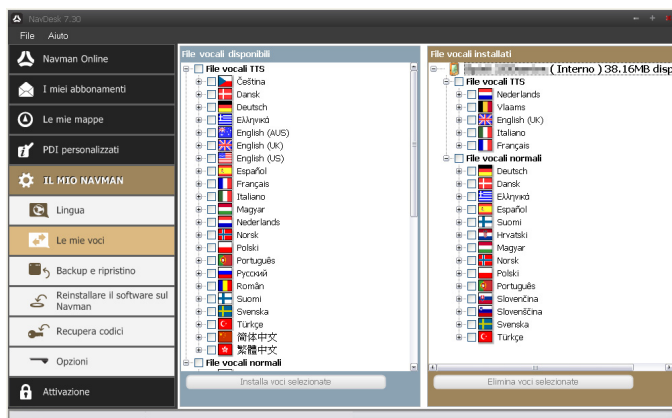 NavDesk 7.30
File Aiuto
Navman Online
I miei abbonamenti
Le mie mappe
PDI personalizzati
IL MIO NAVMAN
Lingua
Le mie voci
Backup e ripristino
Reinstallare il software sul
Navman
Recupera codici
Opzioni
Attivazione
File vocali disponibili
File vocali TTS
Čeština
Dansk
Deutsch
Ελληνικά
English (AUS)
English (UK)
English (US)
Español
Français
Italiano
Magyar
Nederlands
Norsk
Polski
Português
Русский
Român
Suomi
Svenska
Türkçe
简体中文
繁體中文
File vocali normali
Installa voci selezionate
File vocali installati
( Interno ) 38.16MB disp
File vocali TTS
Nederlands
Vlaams
English (UK)
Italiano
Français
File vocali normali
Deutsch
Dansk
Ελληνικά
Español
Suomi
Hrvatski
Magyar
Norsk
Polski
Português
Slovenčina
Slovenščina
Svenska
Türkçe
Elimina voci selezionate